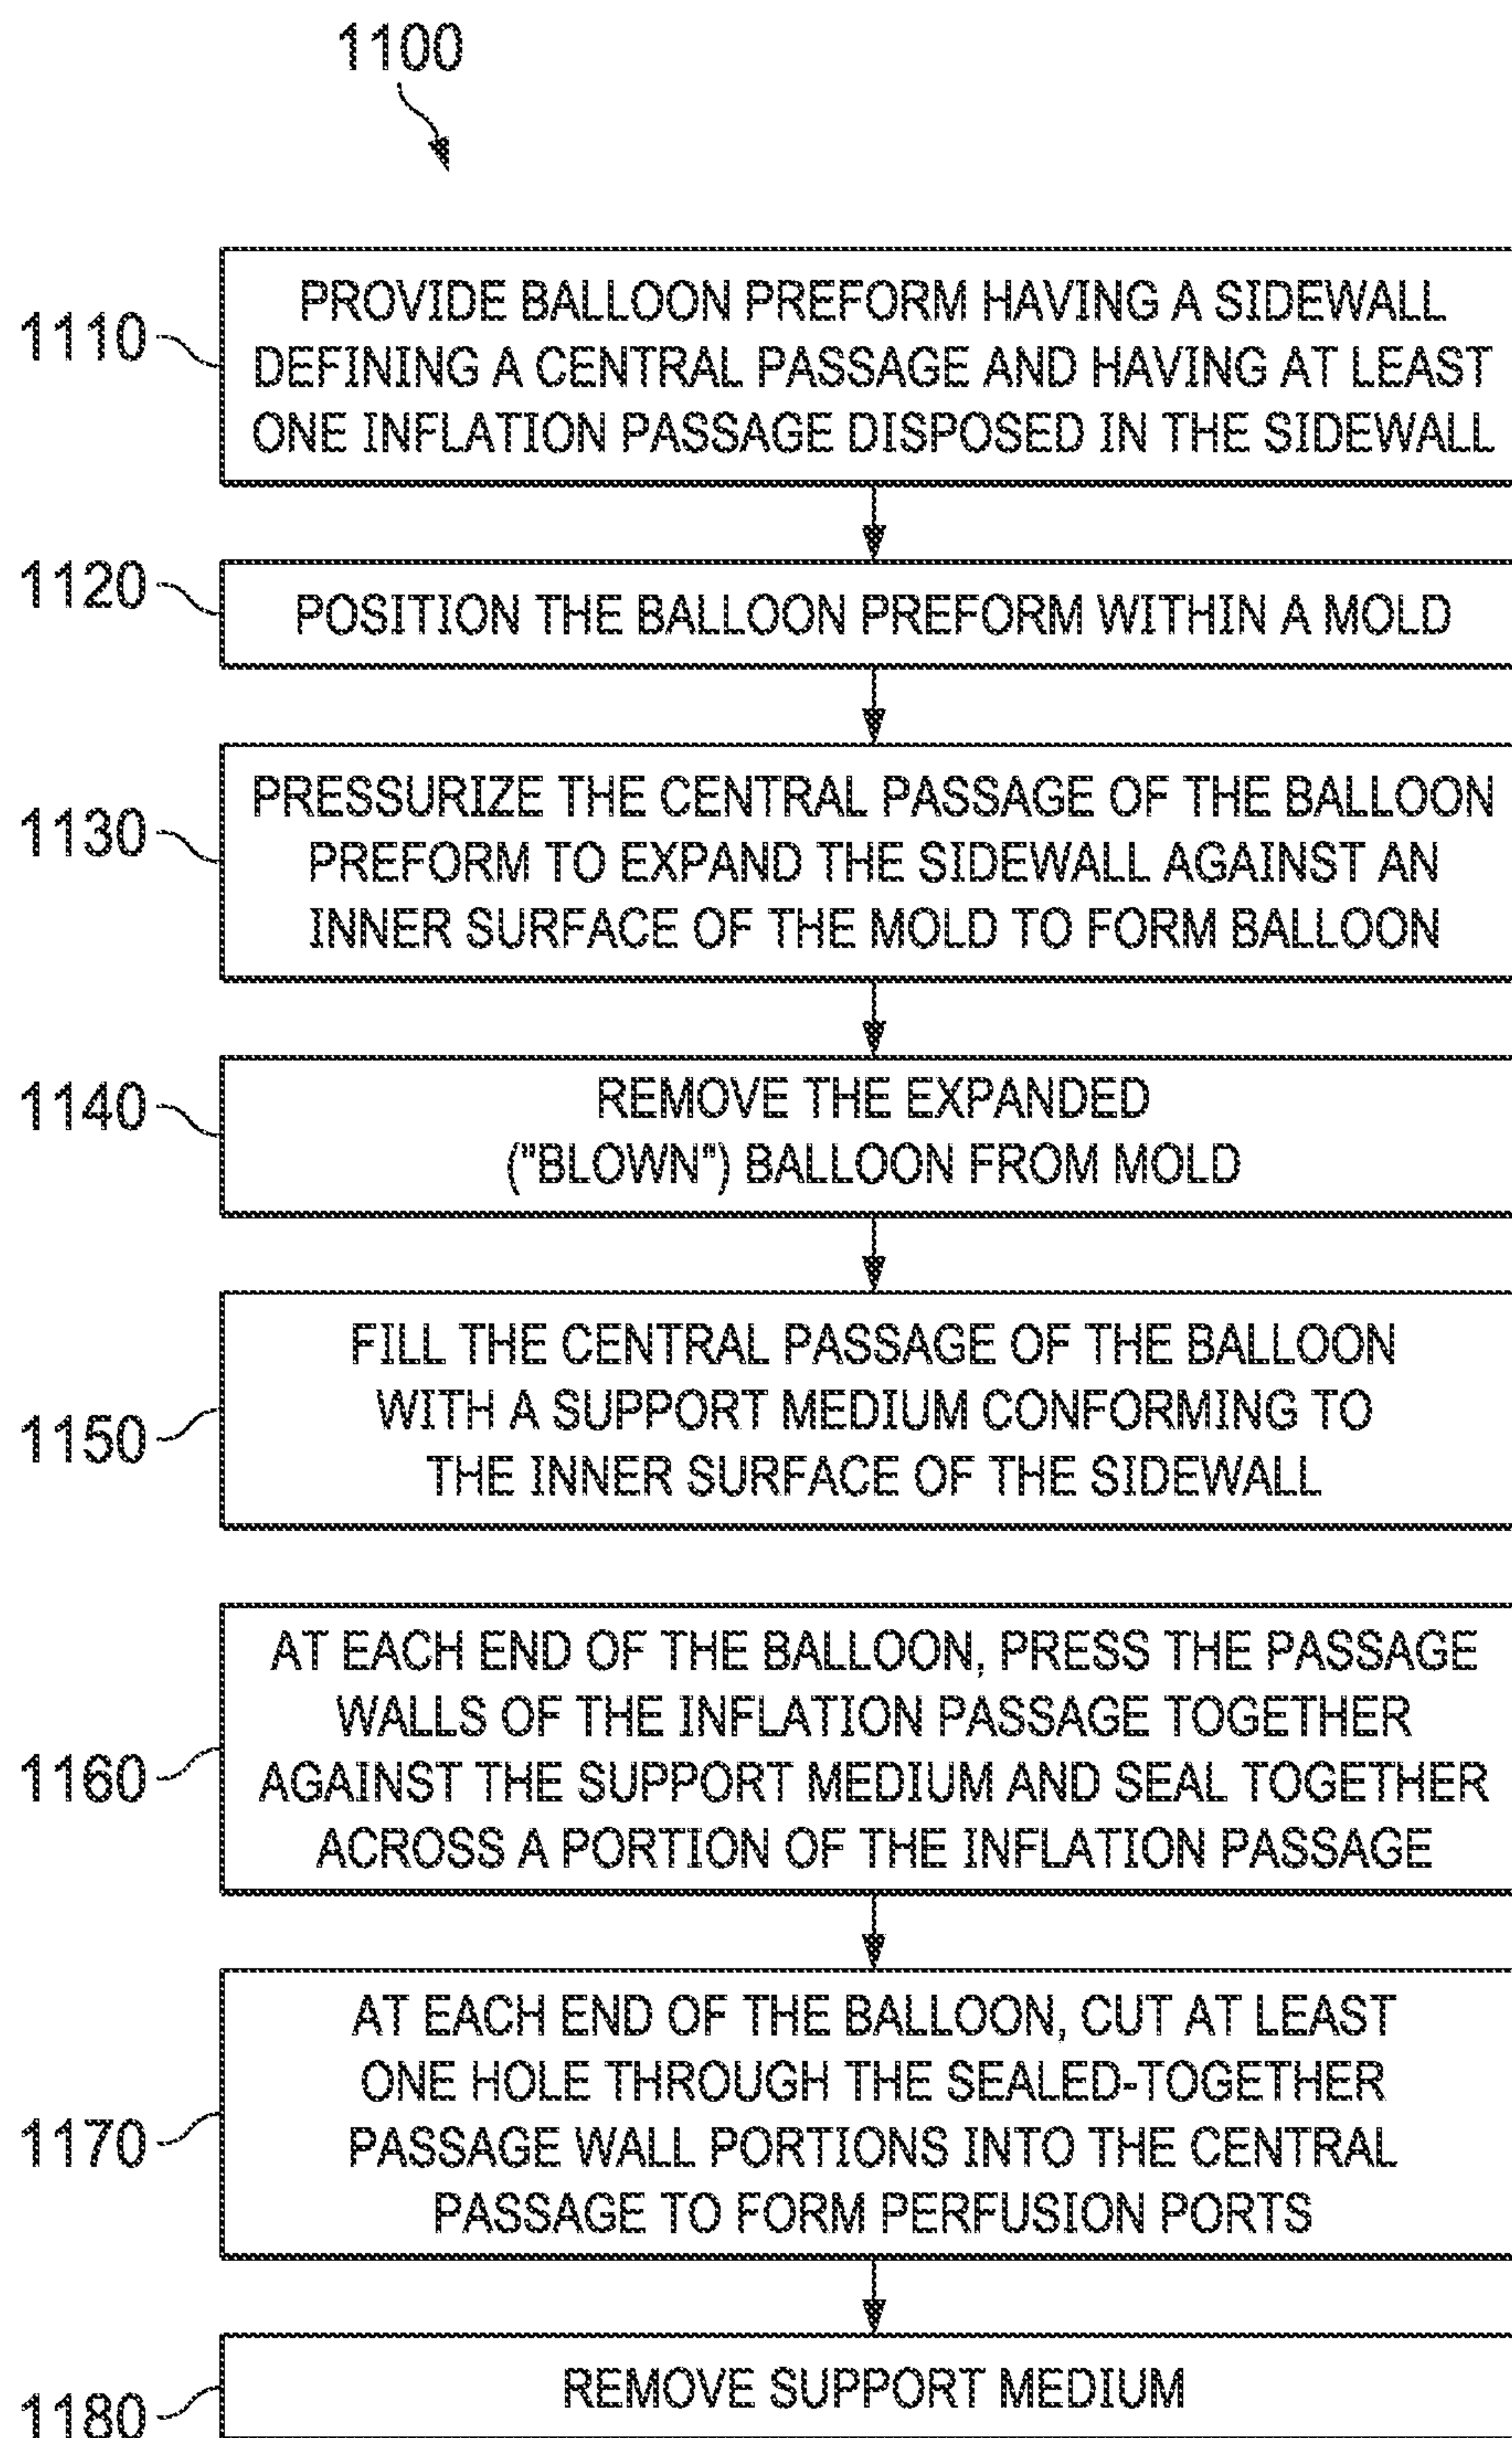 1100
1110
PROVIDE BALLOON PREFORM HAVING A SIDEWALL
DEFINING A CENTRAL PASSAGE AND HAVING AT LEAST
ONE INFLATION PASSAGE DISPOSED IN THE SIDEWALL
1120
POSITION THE BALLOON PREFORM WITHIN A MOLD
1130
PRESSURIZE THE CENTRAL PASSAGE OF THE BALLOON
PREFORM TO EXPAND THE SIDEWALL AGAINST AN
INNER SURFACE OF THE MOLD TO FORM BALLOON
1140
REMOVE THE EXPANDED
("BLOWN") BALLOON FROM MOLD
1150
FILL THE CENTRAL PASSAGE OF THE BALLOON
WITH A SUPPORT MEDIUM CONFORMING TO
THE INNER SURFACE OF THE SIDEWALL
1160
AT EACH END OF THE BALLOON, PRESS THE PASSAGE
WALLS OF THE INFLATION PASSAGE TOGETHER
AGAINST THE SUPPORT MEDIUM AND SEAL TOGETHER
ACROSS A PORTION OF THE INFLATION PASSAGE
1170
AT EACH END OF THE BALLOON, CUT AT LEAST
ONE HOLE THROUGH THE SEALED-TOGETHER
PASSAGE WALL PORTIONS INTO THE CENTRAL
PASSAGE TO FORM PERFUSION PORTS
1180
REMOVE SUPPORT MEDIUM